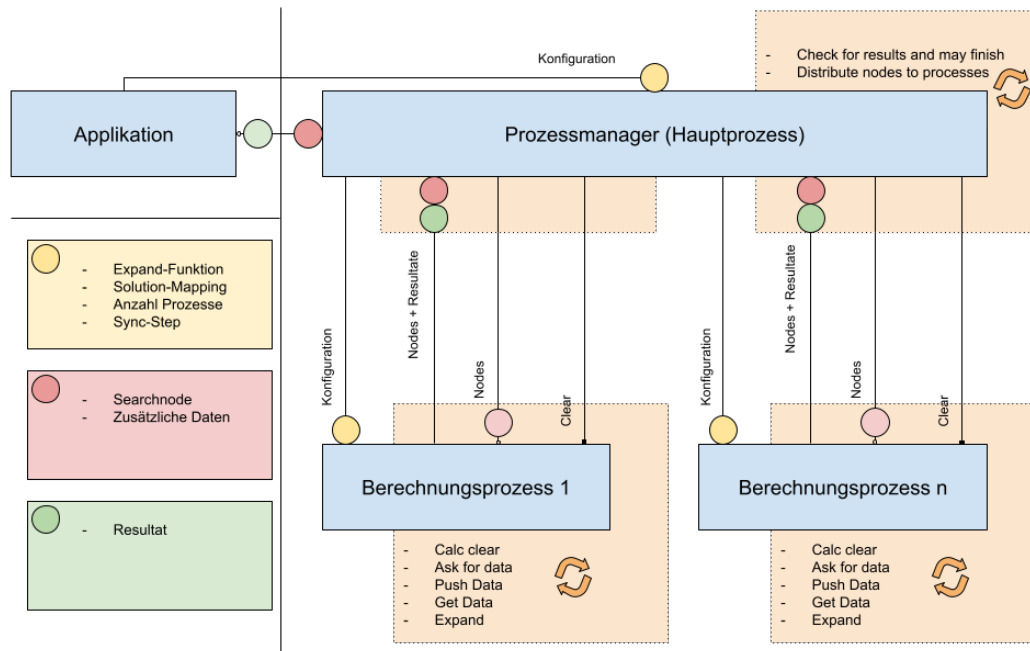 Konfiguration
- Check for results and may finish
- Distribute nodes to processes
Applikation
Prozessmanager (Hauptprozess)
- Expand-Funktion
- Solution-Mapping
- Anzahl Prozesse
- Sync-Step
- Searchnode
- Zusätzliche Daten
- Resultat
Konfiguration
Nodes + Resultate
Nodes
Clear
Konfiguration
Nodes + Resultate
Nodes
Clear
Berechnungsprozess 1
Berechnungsprozess n
- Calc clear
- Ask for data
- Push Data
- Get Data
- Expand
- Calc clear
- Ask for data
- Push Data
- Get Data
- Expand